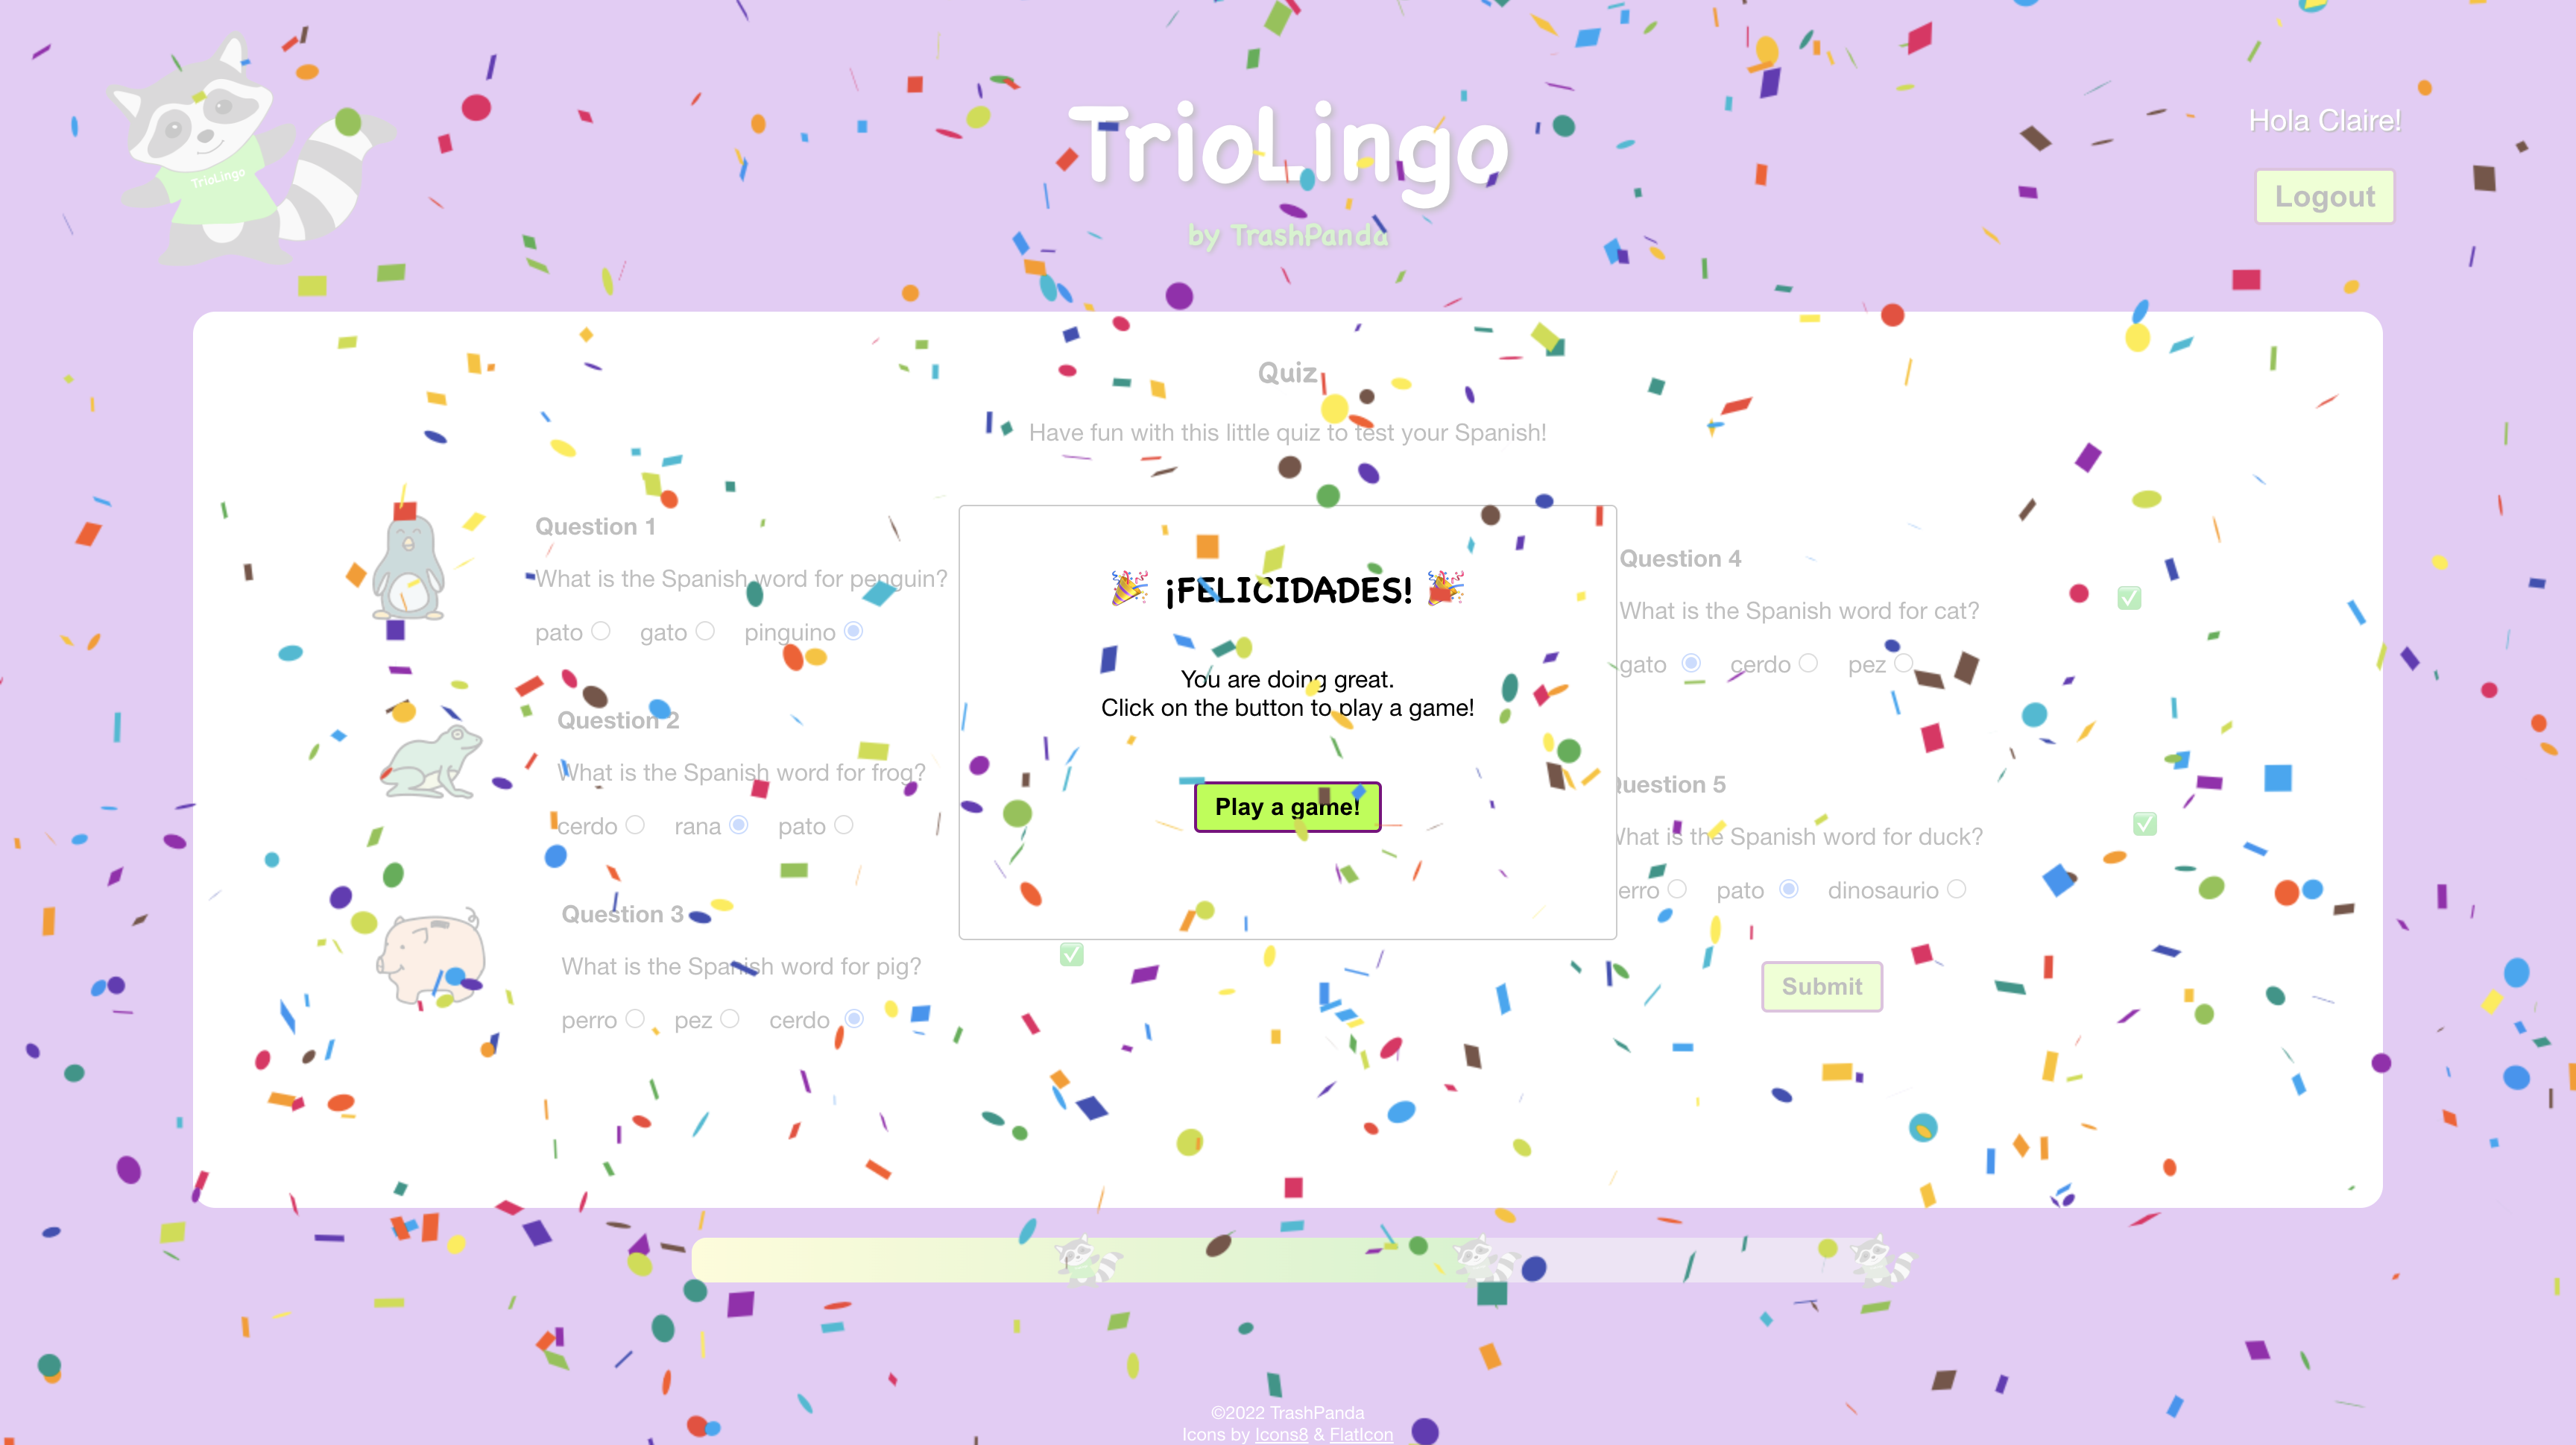 TrioLingo
TrioLingo
by TrashPanda
Hola Claire!
Logout
Quiz
Have fun with this little quiz to test your Spanish!
Question 1
What is the Spanish word for penguin?
pato gato pinguino
Question 2
What is the Spanish word for frog?
cerdo rana pato
Question 3
What is the Spanish word for pig?
perro pez cerdo
🎉 ¡FELICIDADES! 🎉
You are doing great.
Click on the button to play a game!
Play a game!
Question 4
What is the Spanish word for cat?
gato cerdo pez
uestion 5
What is the Spanish word for duck?
erro pato dinosaurio
Submit
©2022 TrashPanda
Icons by Icons8 & FlatIcon